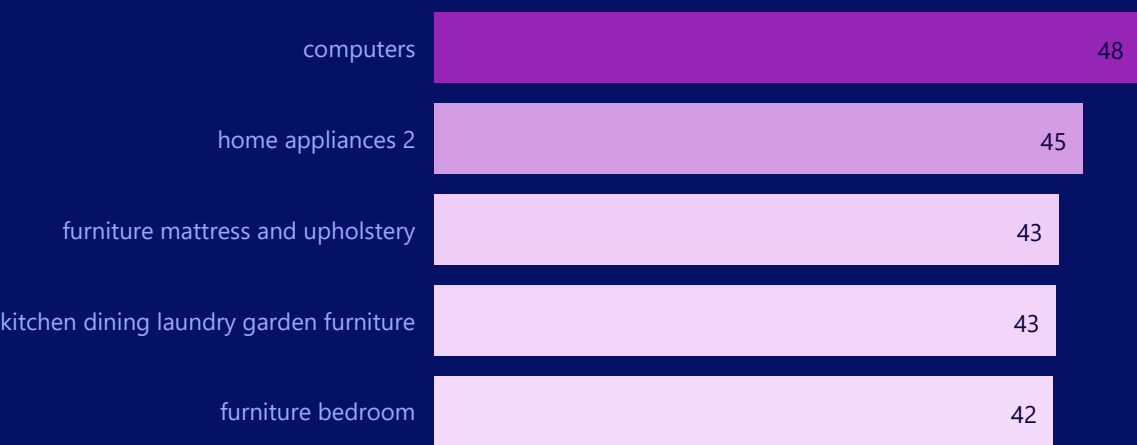 computers 48
home appliances 2 45
furniture mattress and upholstery 43
kitchen dining laundry garden furniture 43
furniture bedroom 42